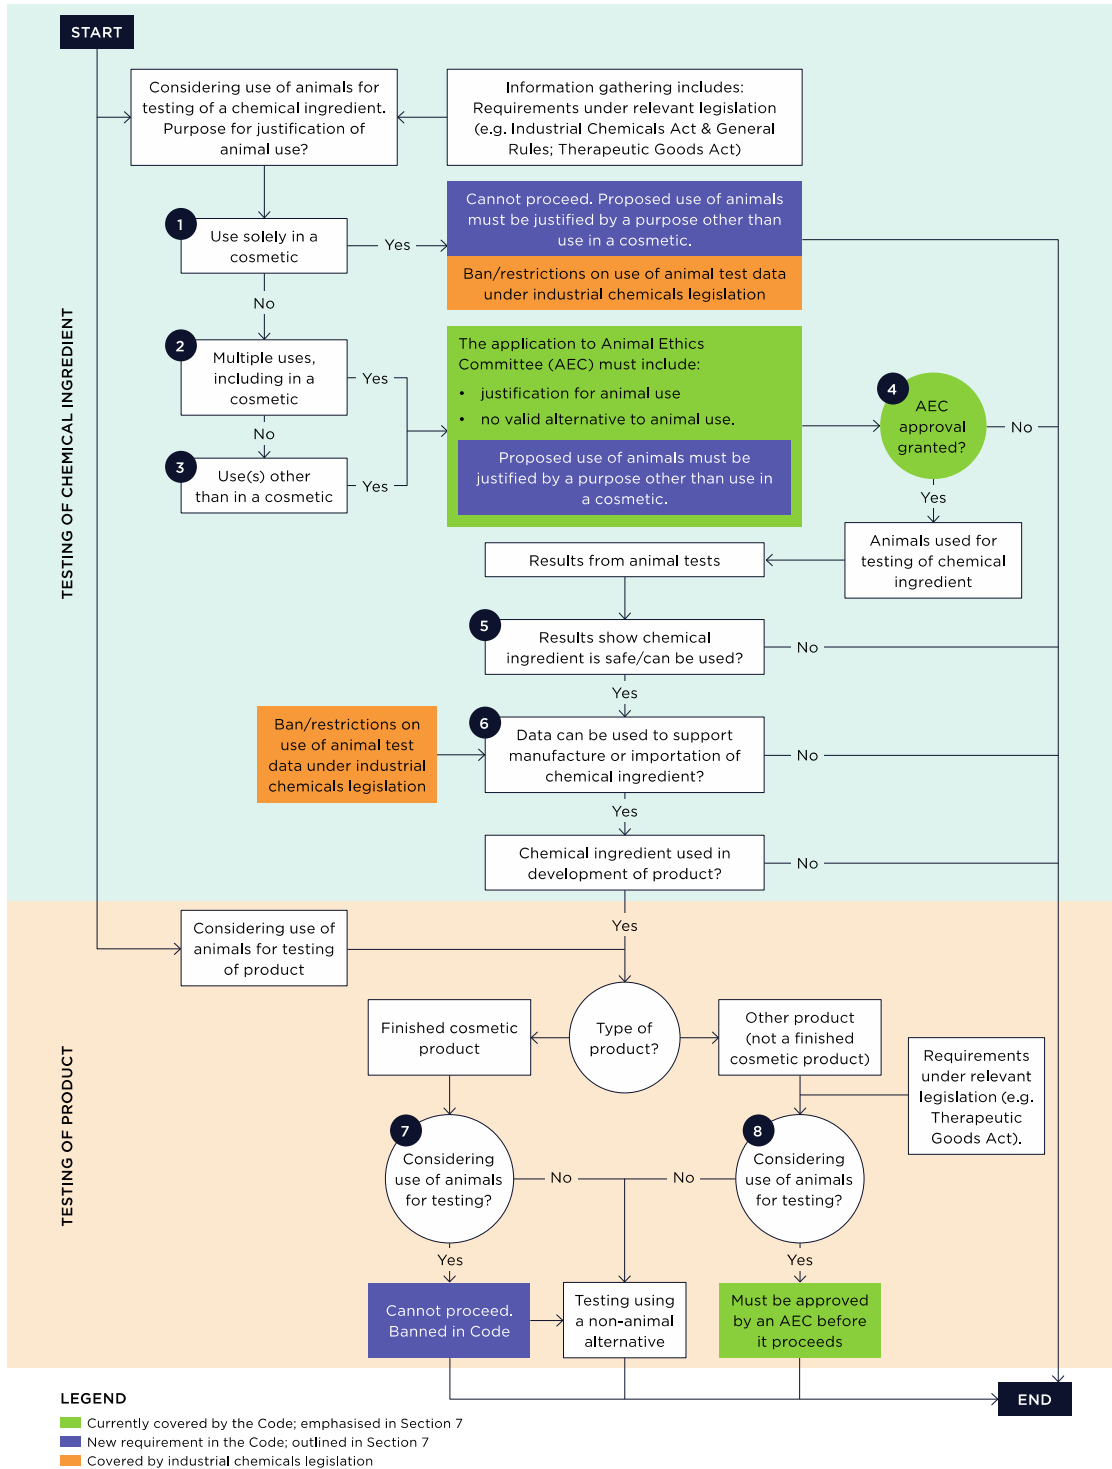 START
Considering use of animals for
testing of a chemical ingredient.
Purpose for justification of
animal use?
Information gathering includes:
Requirements under relevant legislation
(e.g. Industrial Chemicals Act & General
Rules; Therapeutic Goods Act)
1
Use solely in a
cosmetic
Yes
Cannot proceed. Proposed use of animals
must be justified by a purpose other than
use in a cosmetic.
Ban/restrictions on use of animal test data
under industrial chemicals legislation
No
2
Multiple uses,
including in a
cosmetic
Yes
No
3
Use(s) other
than in a cosmetic
Yes
The application to Animal Ethics
Committee (AEC) must include:
• justification for animal use
• no valid alternative to animal use.
Proposed use of animals must be
justified by a purpose other than use in
a cosmetic.
4
AEC
approval
granted?
No
Yes
Animals used for
testing of chemical
ingredient
Results from animal tests
5
Results show chemical
ingredient is safe/can be used?
No
Yes
Ban/restrictions on
use of animal test
data under industrial
chemicals legislation
6
Data can be used to support
manufacture or importation of
chemical ingredient?
No
Yes
Chemical ingredient used in
development of product?
No
Yes
TESTING OF CHEMICAL INGREDIENT
Considering use of
animals for testing
of product
Type of
product?
Finished cosmetic
product
Other product
(not a finished
cosmetic product)
Requirements
under relevant
legislation (e.g.
Therapeutic
Goods Act).
7
Considering
use of animals
for testing?
No
8
Considering
use of animals
for testing?
No
Yes
Yes
Cannot proceed.
Banned in Code
Testing using
a non-animal
alternative
Must be approved
by an AEC before
it proceeds
TESTING OF PRODUCT
END
LEGEND
Currently covered by the Code; emphasised in Section 7
New requirement in the Code; outlined in Section 7
Covered by industrial chemicals legislation